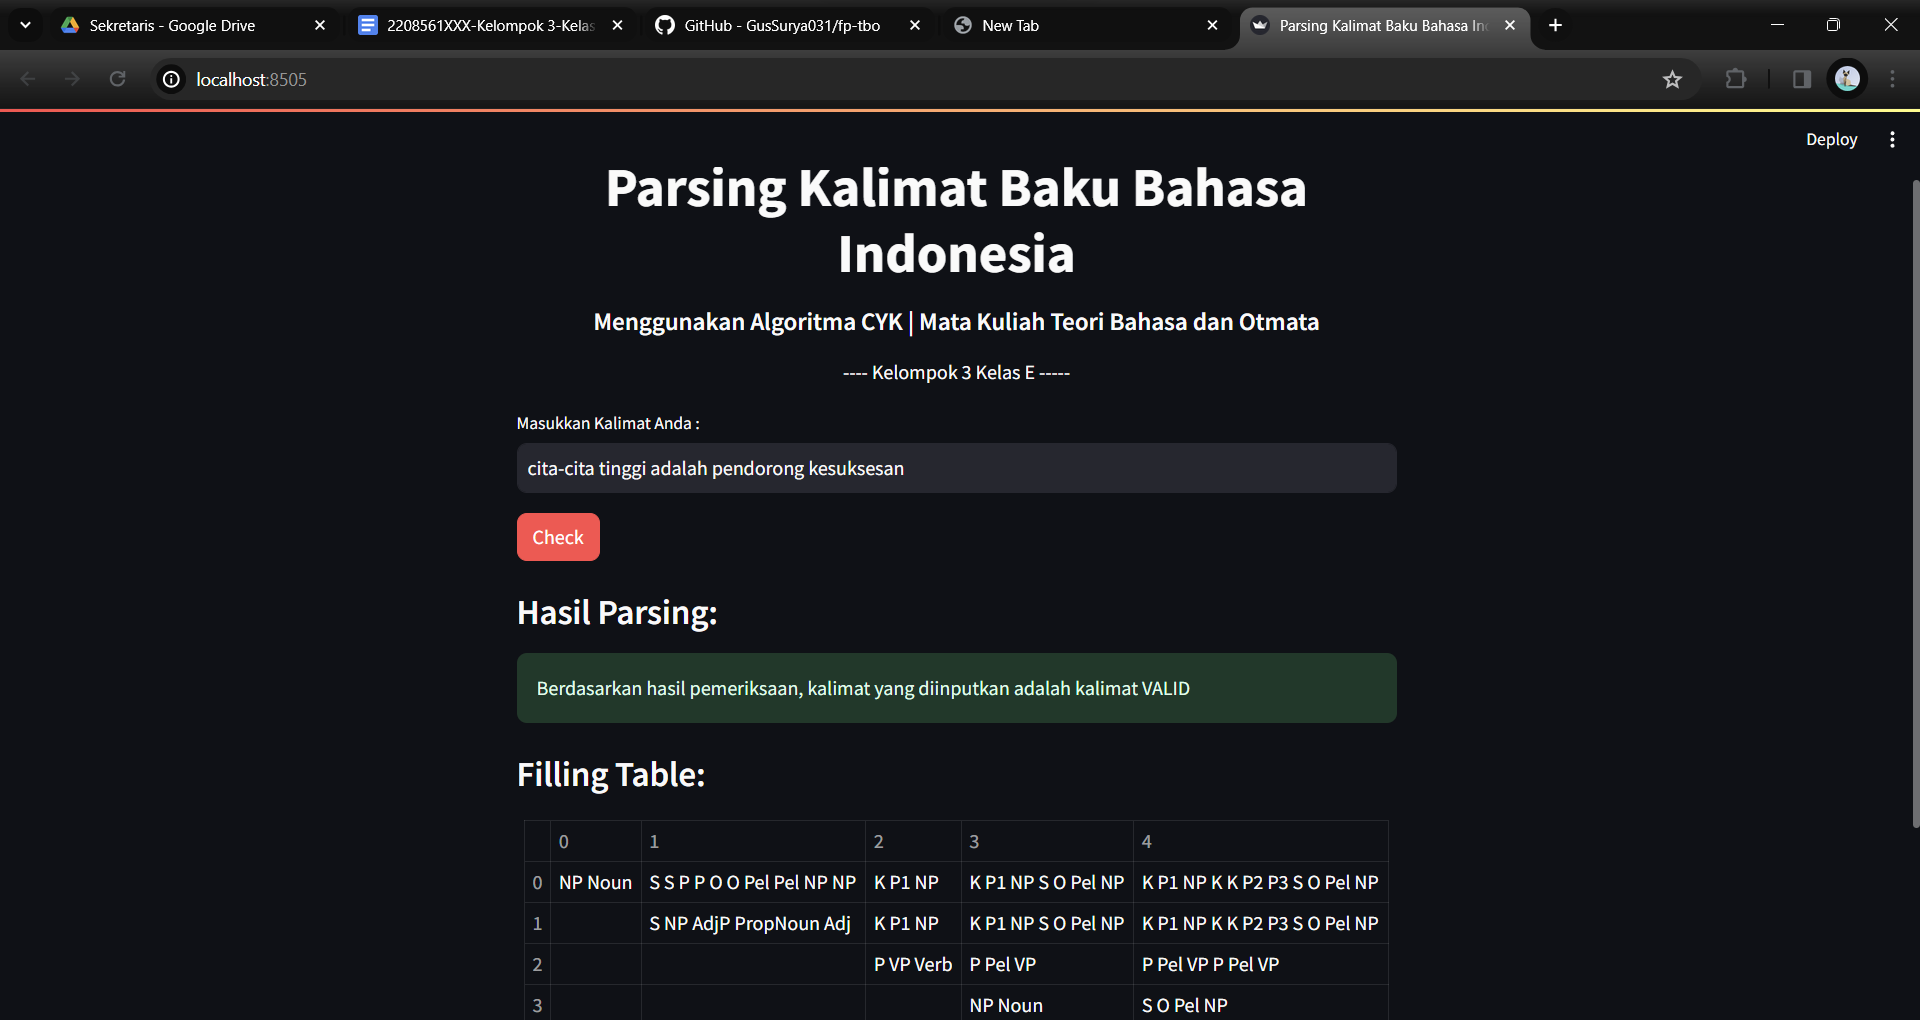 Sekretaris - Google Drive
2208561XXX-Kelompok 3-Kelas
GitHub - GusSurya031/fp-tbo
New Tab
Parsing Kalimat Baku Bahasa In
localhost:8505
Deploy
Parsing Kalimat Baku Bahasa
Indonesia
Menggunakan Algoritma CYK | Mata Kuliah Teori Bahasa dan Otmata
---- Kelompok 3 Kelas E -----
Masukkan Kalimat Anda :
cita-cita tinggi adalah pendorong kesuksesan
Check
Hasil Parsing:
Berdasarkan hasil pemeriksaan, kalimat yang diinputkan adalah kalimat VALID
Filling Table:
0 1 2 3 4
0 NP Noun S S P P O O Pel Pel NP NP K P1 NP K P1 NP S O Pel NP K P1 NP K K P2 P3 S O Pel NP
1 S NP AdjP PropNoun Adj K P1 NP K P1 NP S O Pel NP K P1 NP K K P2 P3 S O Pel NP
2 P VP Verb P Pel VP P Pel VP P Pel VP
3 NP Noun S O Pel NP